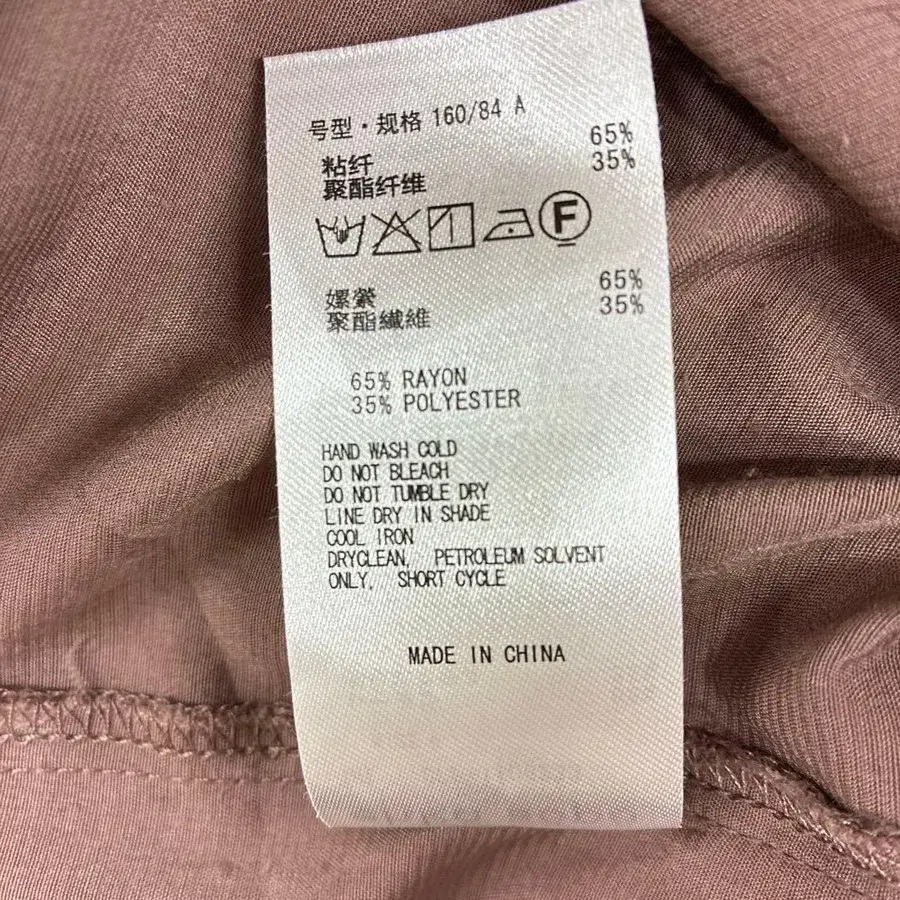 号型·规格 160/84 A
粘纤 65%
聚酯纤维 35%
F
嫘縈 65%
聚酯纖維 35%
65% RAYON
35% POLYESTER
HAND WASH COLD
DO NOT BLEACH
DO NOT TUMBLE DRY
LINE DRY IN SHADE
COOL IRON
DRYCLEAN, PETROLEUM SOLVENT
ONLY, SHORT CYCLE
MADE IN CHINA